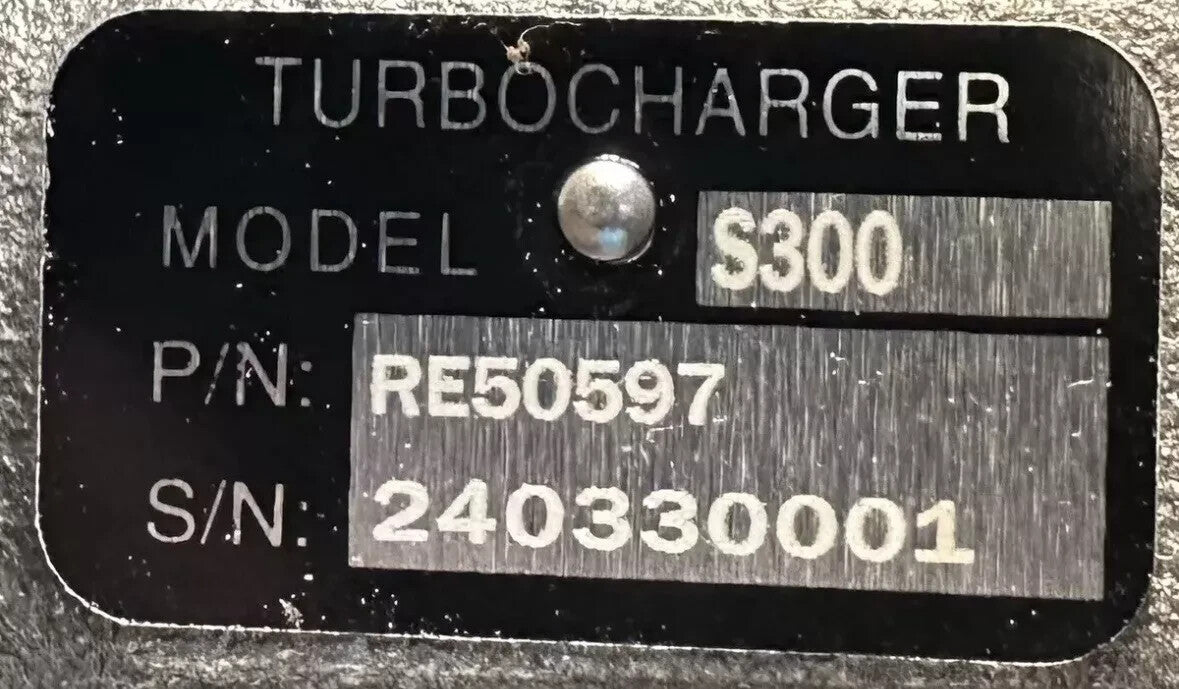 TURBOCHARGER
MODEL S300
P/N: RE50597
S/N: 240330001